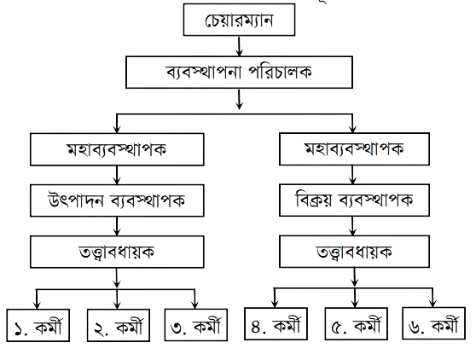 চেয়ারম্যান
ব্যবস্থাপনা পরিচালক
মহাব্যবস্থাপক মহাব্যবস্থাপক
উৎপাদন ব্যবস্থাপক বিক্রয় ব্যবস্থাপক
তত্ত্বাবধায়ক তত্ত্বাবধায়ক
১. কর্মী ২. কর্মী ৩. কর্মী ৪. কর্মী ৫. কর্মী ৬. কর্মী